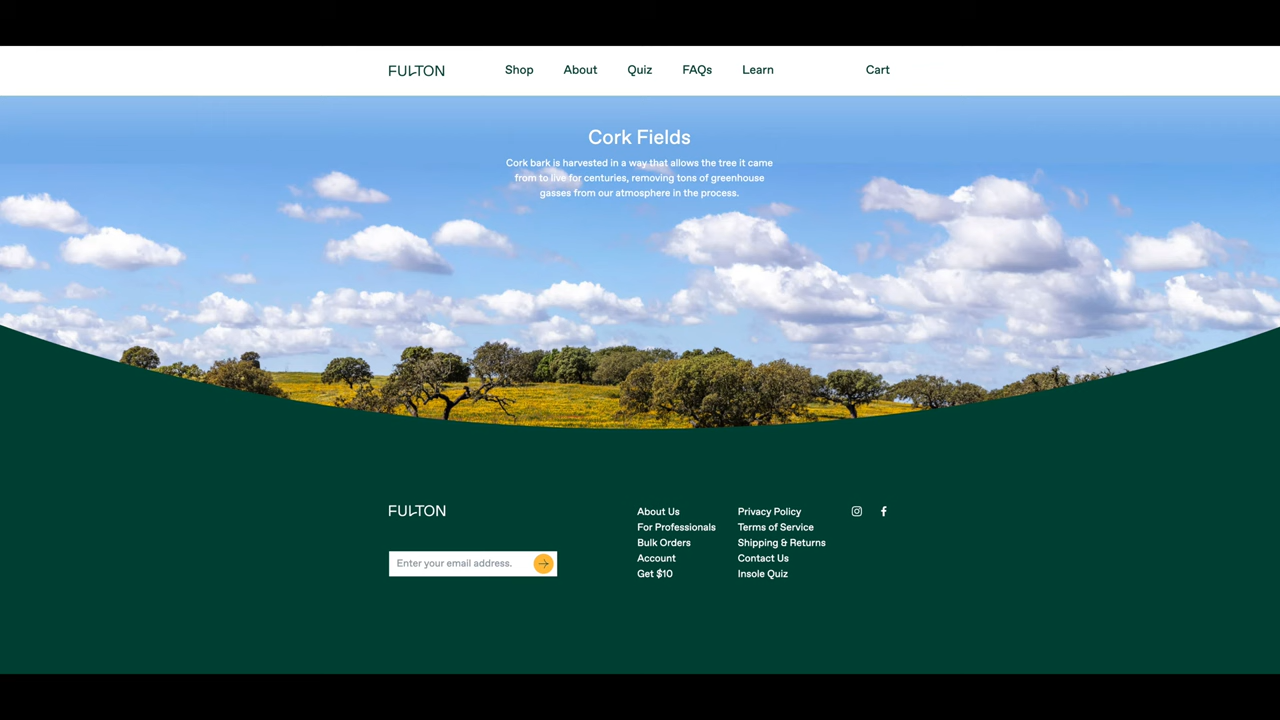 FULTON
Shop
About
Quiz
FAQs
Learn
Cart
Cork Fields
Cork bark is harvested in a way that allows the tree it came
from to live for centuries, removing tons of greenhouse
gasses from our atmosphere in the process.
FULTON
Enter your email address.
About Us
For Professionals
Bulk Orders
Account
Get $10
Privacy Policy
Terms of Service
Shipping & Returns
Contact Us
Insole Quiz